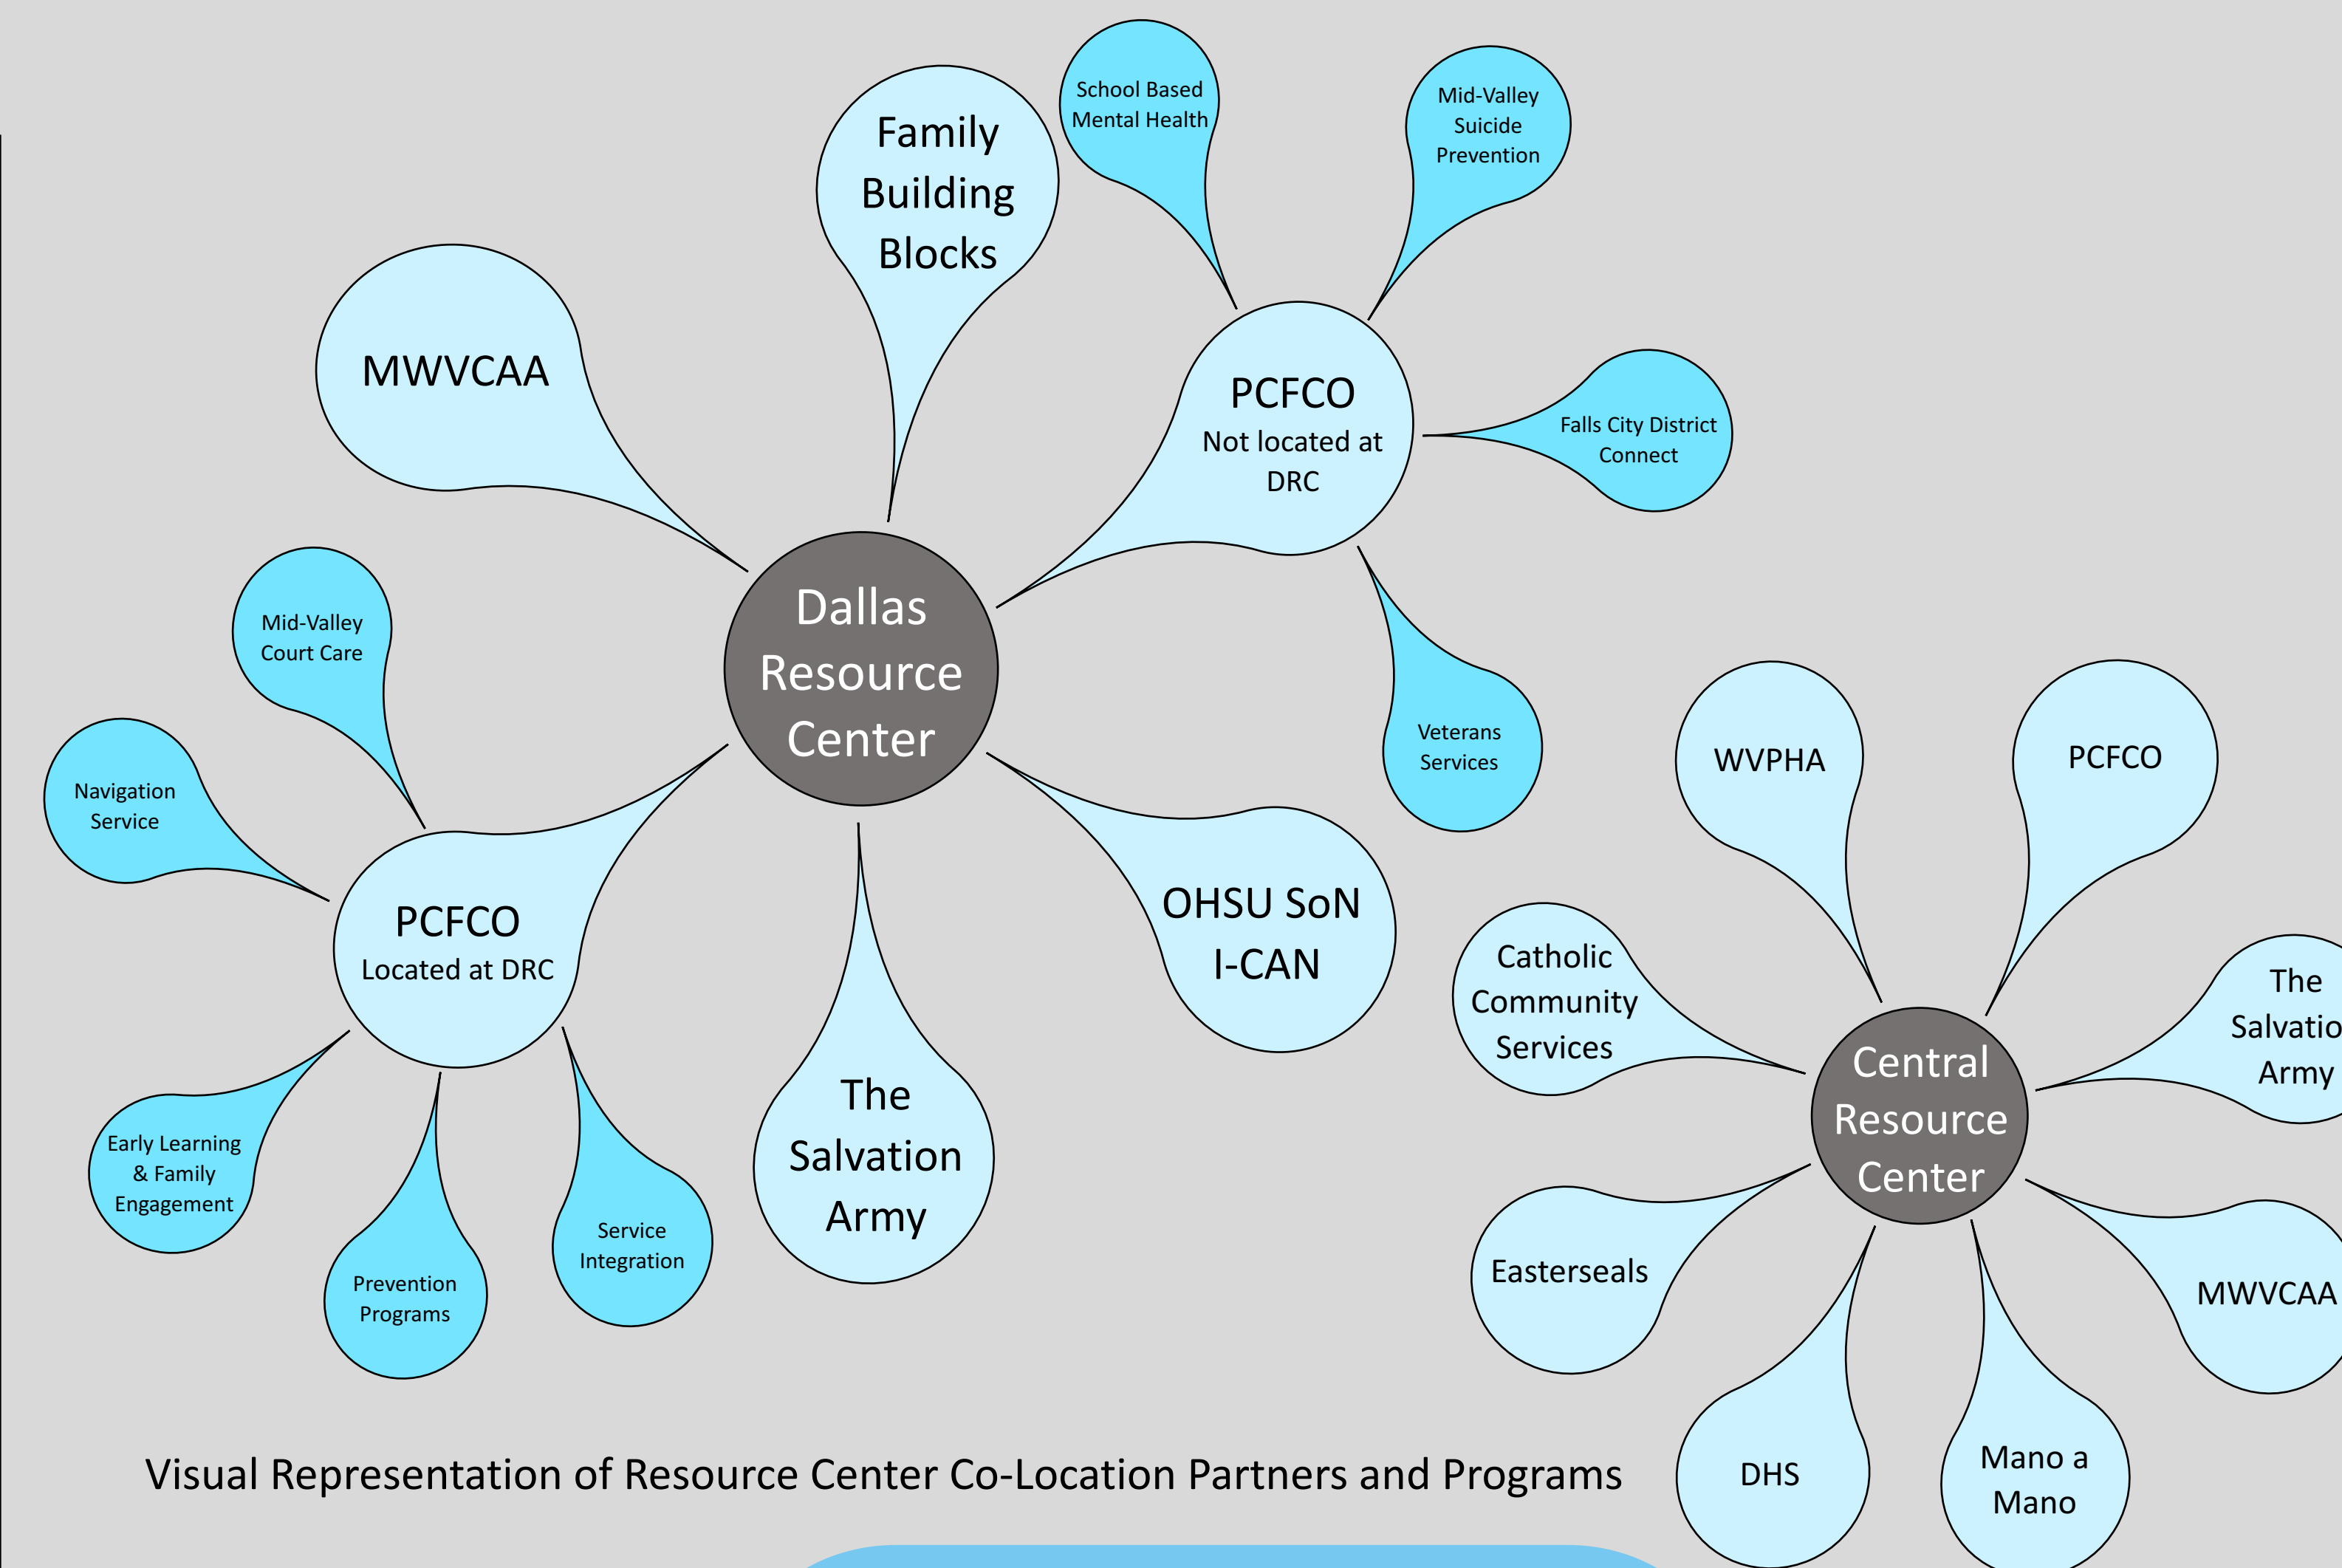 School Based
Mental Health
Mid-Valley
Suicide
Prevention
Family
Building
Blocks
MWVCAA
PCFCO
Not located at
DRC
Falls City District
Connect
Dallas
Resource
Center
Mid-Valley
Court Care
Navigation
Service
Veterans
Services
PCFCO
Located at DRC
OHSU SoN
I-CAN
Early Learning
& Family
Engagement
Prevention
Programs
Service
Integration
The
Salvation
Army
WVPHA
PCFCO
Catholic
Community
Services
The
Salvatio
Army
Central
Resource
Center
Easterseals
MWVCAA
DHS
Mano a
Mano
Visual Representation of Resource Center Co-Location Partners and Programs